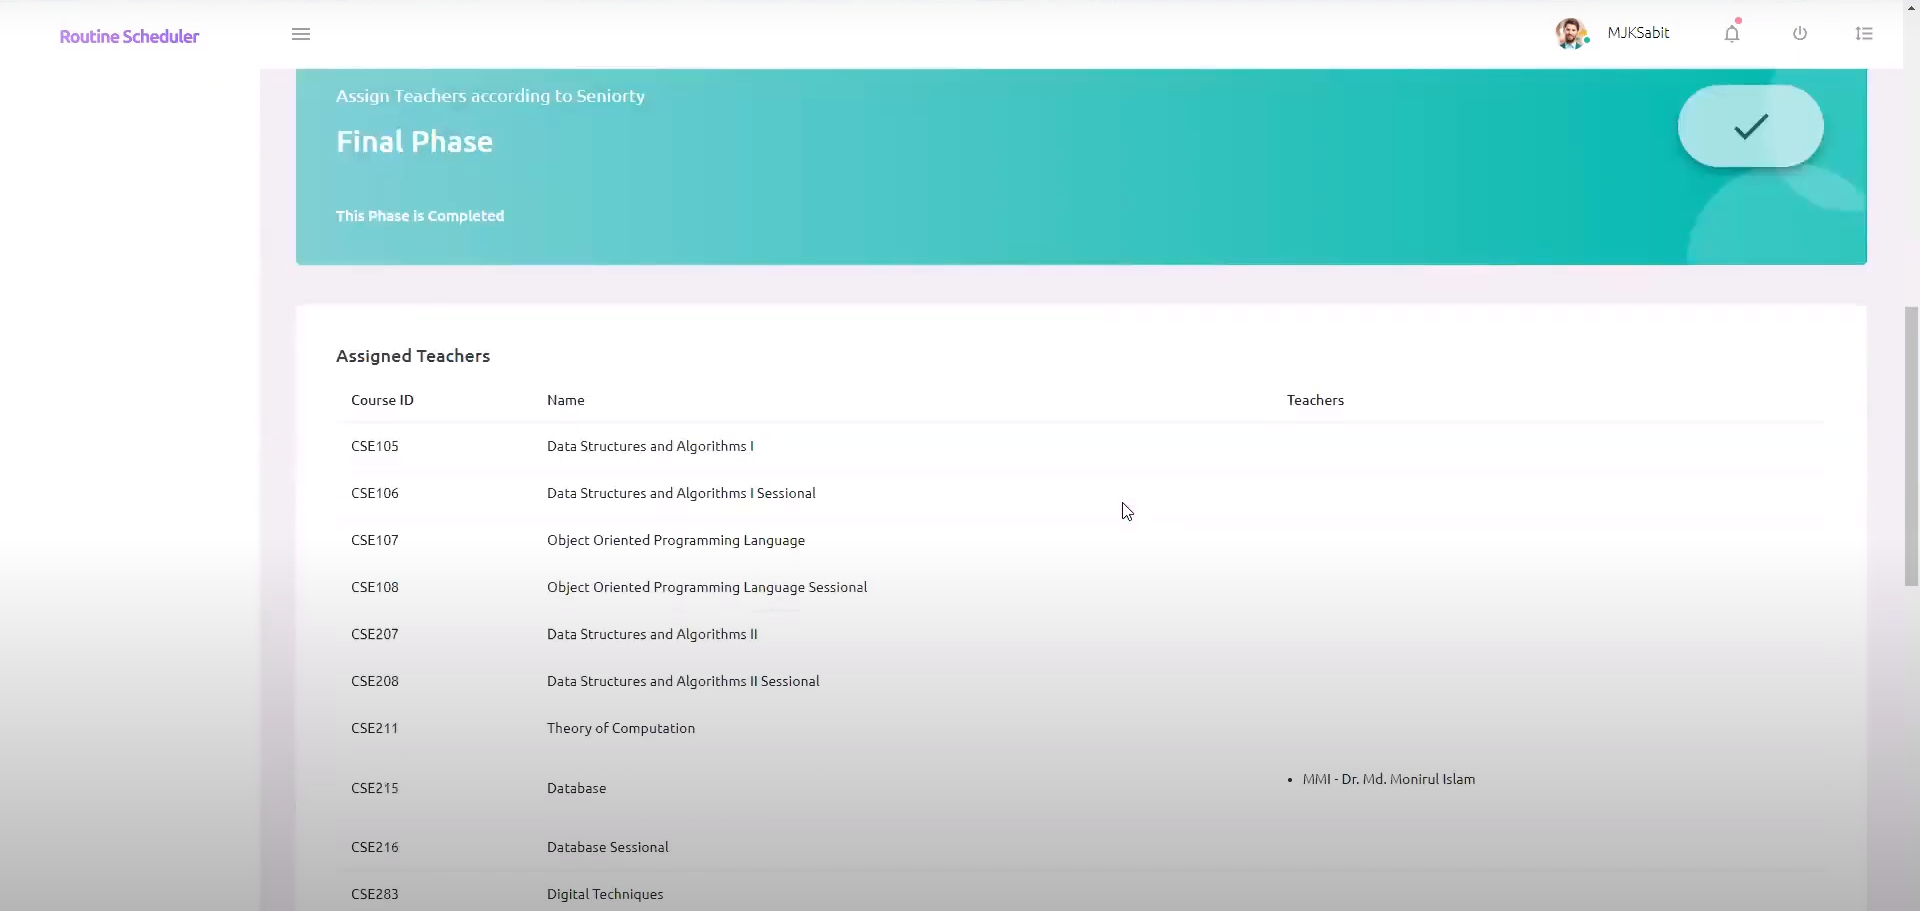 Routine Scheduler
MJKSabit
Assign Teachers according to Seniorty
Final Phase
This Phase is Completed
Assigned Teachers
Course ID Name Teachers
CSE105 Data Structures and Algorithms I
CSE106 Data Structures and Algorithms I Sessional
CSE107 Object Oriented Programming Language
CSE108 Object Oriented Programming Language Sessional
CSE207 Data Structures and Algorithms II
CSE208 Data Structures and Algorithms II Sessional
CSE211 Theory of Computation
CSE215 Database • MMI - Dr. Md. Monirul Islam
CSE216 Database Sessional
CSE283 Digital Techniques